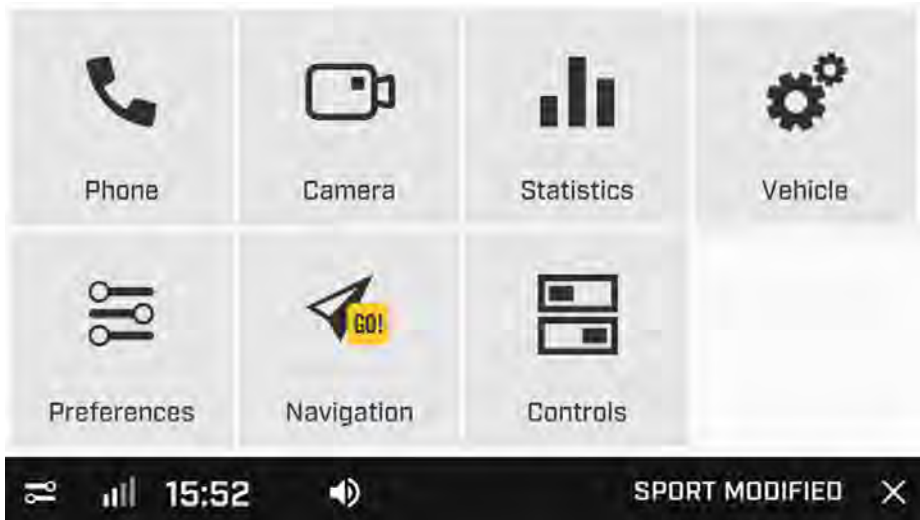 Phone
Camera
Statistics
Vehicle
GO!
Preferences
Navigation
Controls
15:52
SPORT MODIFIED